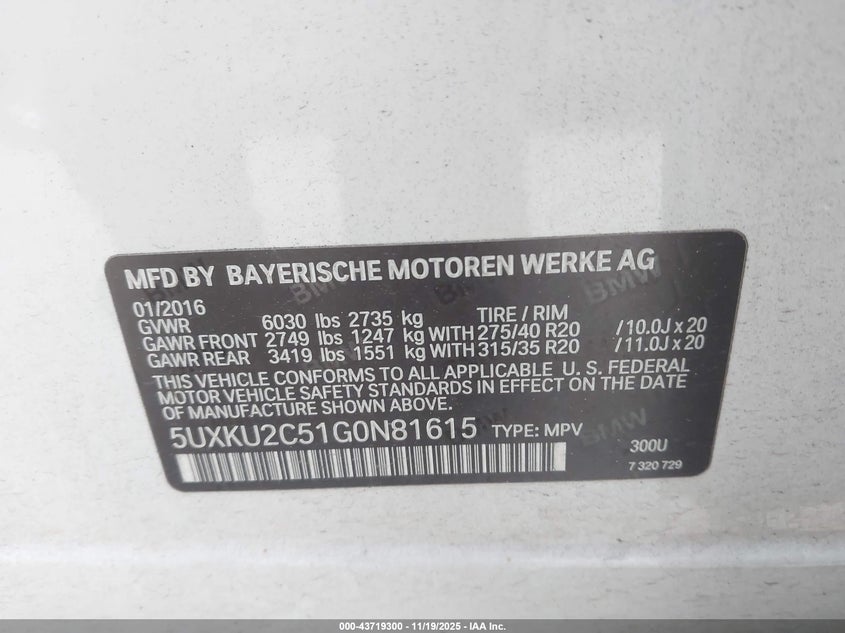 MFD BY BAYERISCHE MOTOREN WERKE AG
01/2016
GVWR 6030 lbs 2735 kg TIRE / RIM
GAWR FRONT 2749 lbs 1247 kg WITH 275/40 R20 /10.0J x 20
GAWR REAR 3419 lbs 1551 kg WITH 315/35 R20 /11.0J x 20
THIS VEHICLE CONFORMS TO ALL APPLICABLE U. S. FEDERAL
MOTOR VEHICLE SAFETY STANDARDS IN EFFECT ON THE DATE
OF MANUFACTURE SHOWN ABOVE.
5UXKU2C51G0N81615 TYPE: MPV
300U
7 320 729
000-43719300 - 11/19/2025 - IAA Inc.